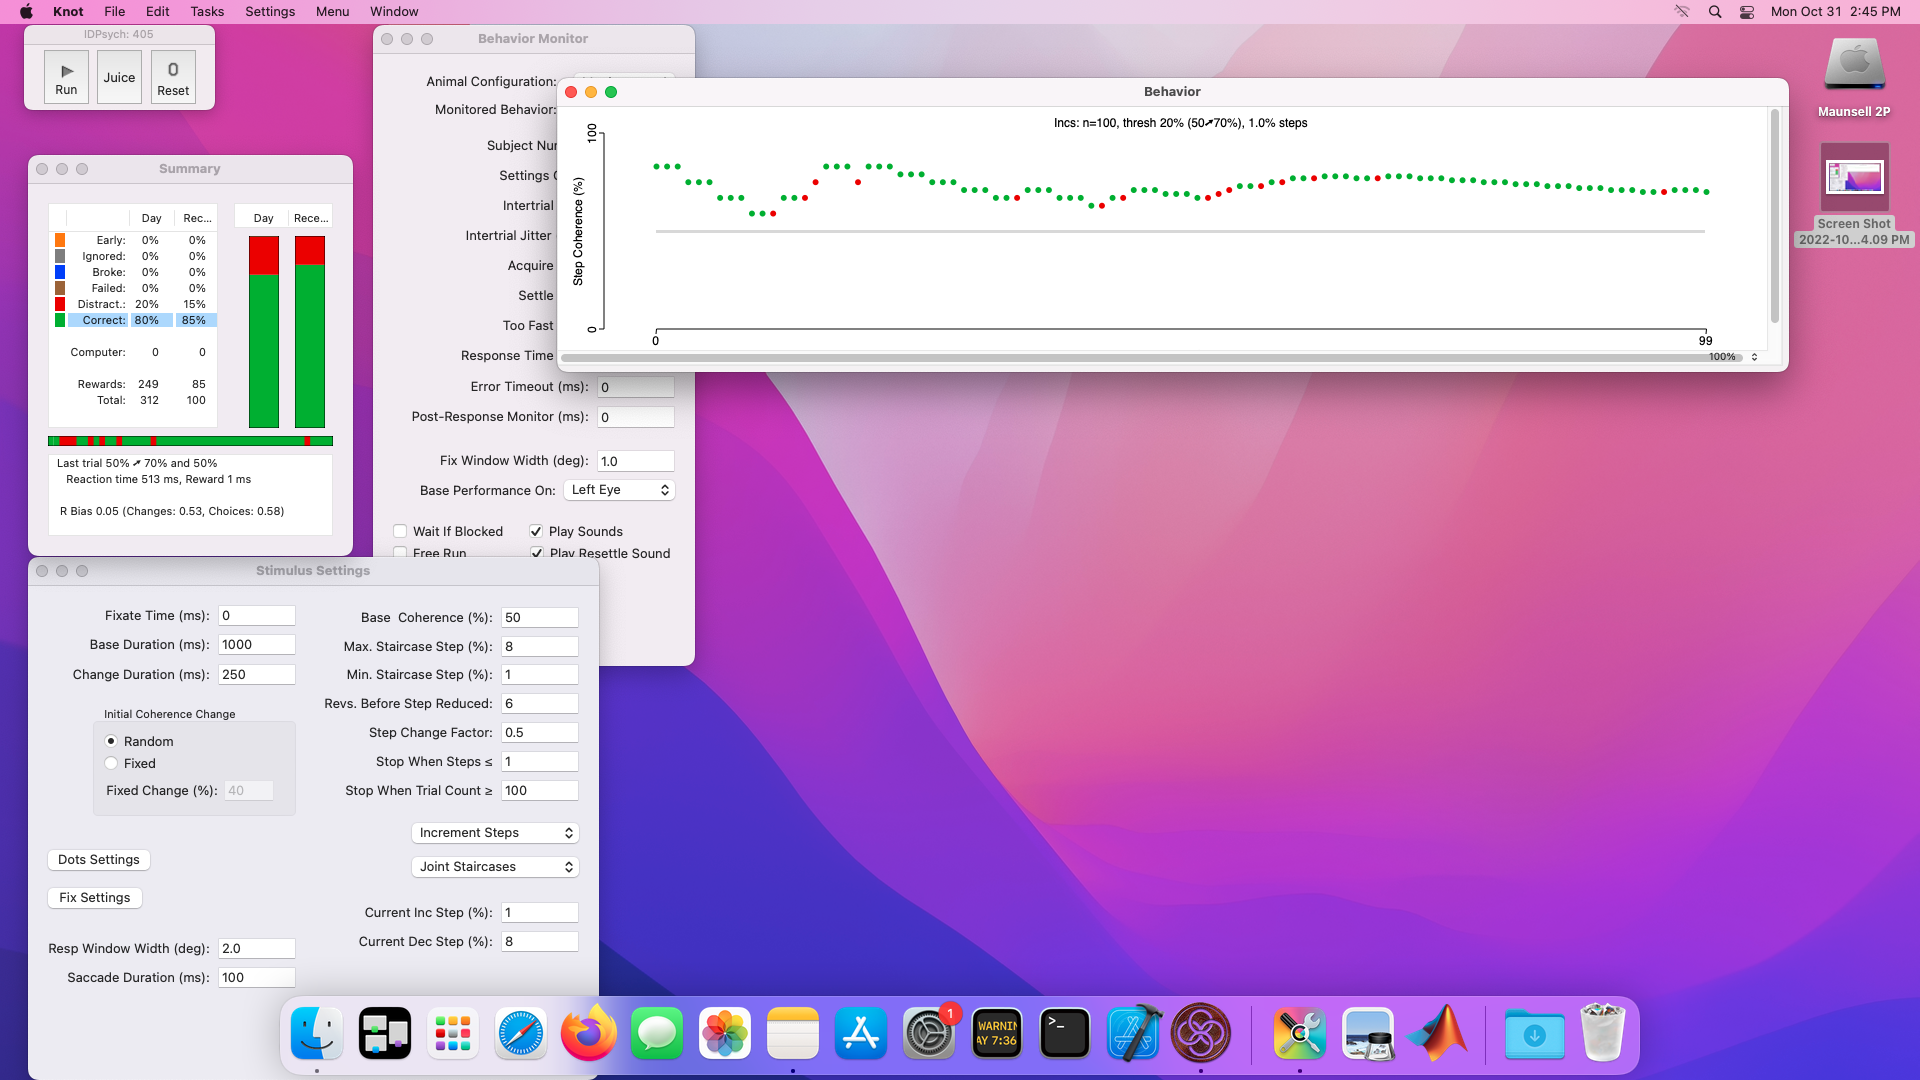 Knot File Edit Tasks Settings Menu Window Mon Oct 31 2:45 PM
IDPsych: 405
Run Juice 0 Reset
Summary
Day Rec... Day Rece...
Early: 0% 0%
Ignored: 0% 0%
Broke: 0% 0%
Failed: 0% 0%
Distract.: 20% 15%
Correct: 80% 85%
Computer: 0 0
Rewards: 249 85
Total: 312 100
Last trial 50% ➚ 70% and 50%
Reaction time 513 ms, Reward 1 ms
R Bias 0.05 (Changes: 0.53, Choices: 0.58)
Behavior Monitor
Animal Configuration:
Monitored Behavior:
Subject Nu
Settings
Intertrial
Intertrial Jitter
Acquire
Settle
Too Fast
Response Time
Error Timeout (ms): 0
Post-Response Monitor (ms): 0
Fix Window Width (deg): 1.0
Base Performance On: Left Eye
Wait If Blocked Play Sounds
Free Run Play Resettle Sound
Behavior
Incs: n=100, thresh 20% (50➚70%), 1.0% steps
Step Coherence (%)
100
0
0 99
100%
Maunsell 2P
Screen Shot
2022-10...4.09 PM
Stimulus Settings
Fixate Time (ms): 0
Base Duration (ms): 1000
Change Duration (ms): 250
Initial Coherence Change
Random
Fixed
Fixed Change (%): 40
Dots Settings
Fix Settings
Resp Window Width (deg): 2.0
Saccade Duration (ms): 100
Base Coherence (%): 50
Max. Staircase Step (%): 8
Min. Staircase Step (%): 1
Revs. Before Step Reduced: 6
Step Change Factor: 0.5
Stop When Steps ≤ 1
Stop When Trial Count ≥ 100
Increment Steps
Joint Staircases
Current Inc Step (%): 1
Current Dec Step (%): 8
1
WARNIN
AY 7:36
>_